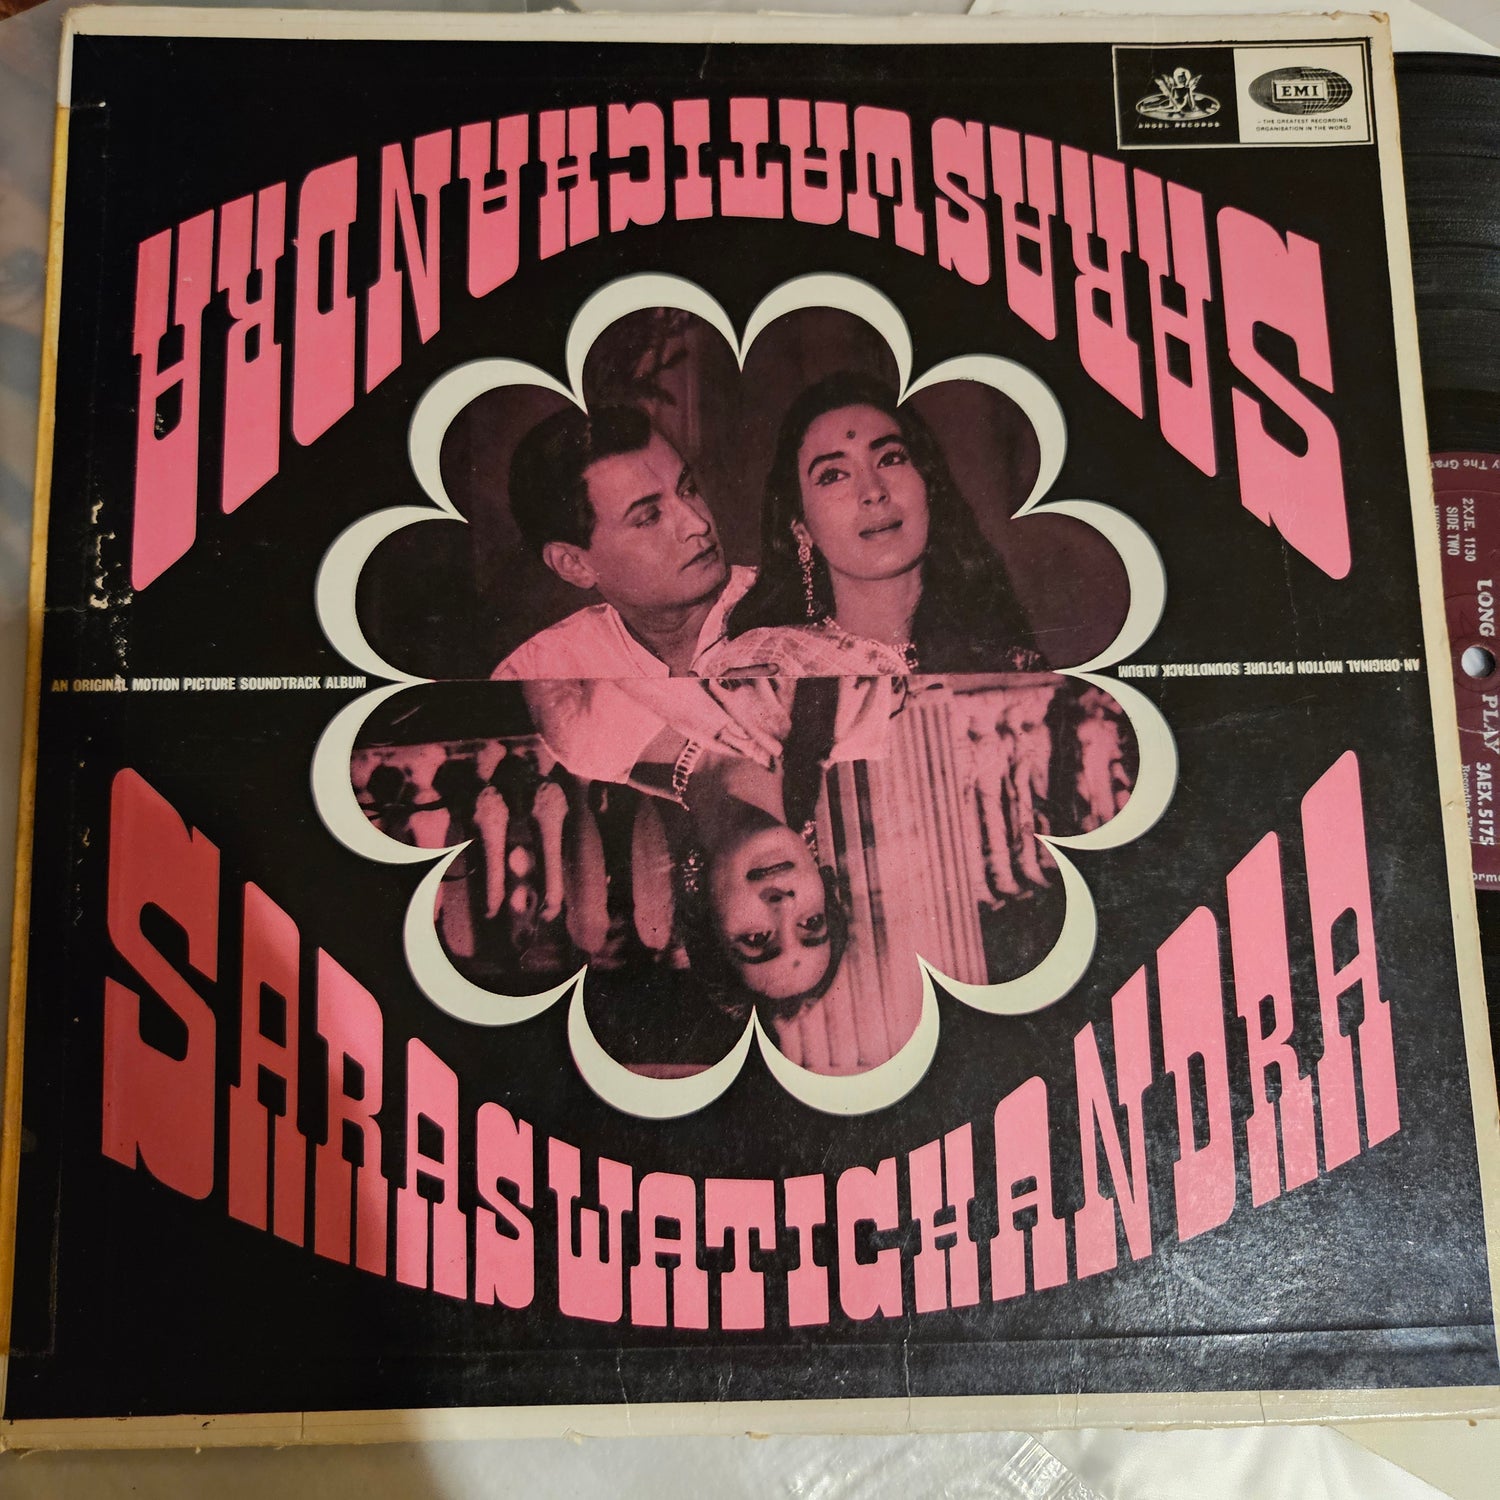 SARASWATICHANDRA
ANGEL RECORDS
EMI
- THE GREATEST RECORDING
ORGANISATION IN THE WORLD
AN ORIGINAL MOTION PICTURE SOUNDTRACK ALBUM
AN ORIGINAL MOTION PICTURE SOUNDTRACK ALBUM
SARASWATICHANDRA
2XJE. 1130
SIDE TWO
LONG PLAY
3AEX.5175